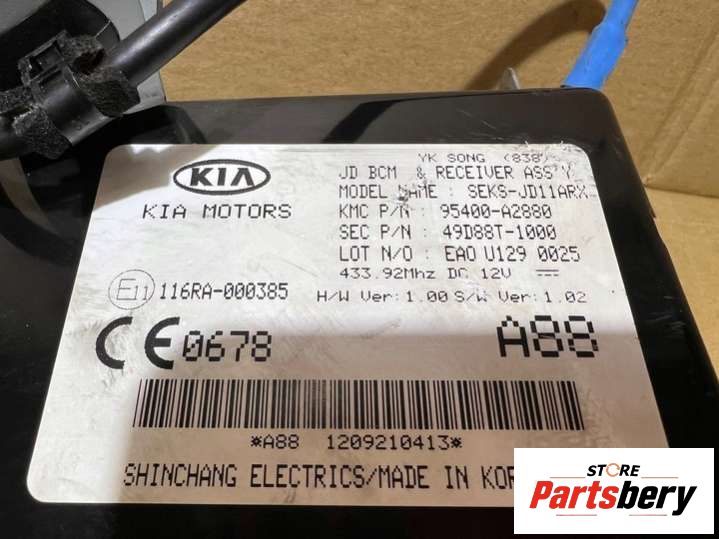 YK SONG (838)
KIA
JD BCM & RECEIVER ASS'Y
MODEL NAME : SEKS-JD11ARX
KIA MOTORS
KMC P/N : 95400-A2880
SEC P/N : 49D88T-1000
LOT N/O : EA0 U129 0025
433.92Mhz DC 12V
E11 116RA-000385
H/W Ver: 1.00 S/W Ver: 1.02
CE 0678
A88
*A88 1209210413*
SHINCHANG ELECTRICS/MADE IN
STORE
Partsbery